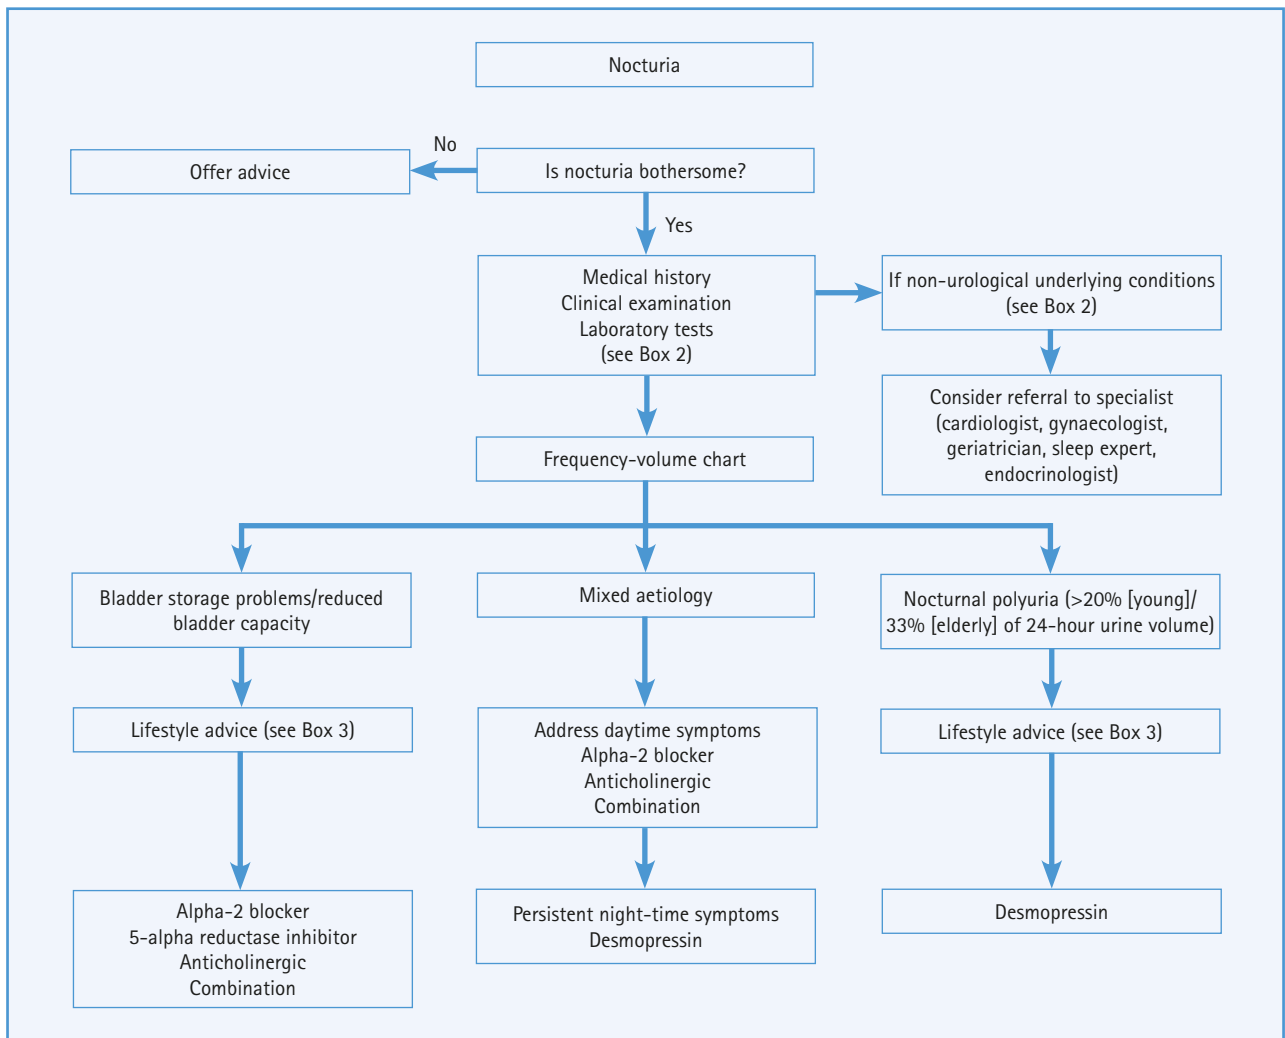 Nocturia
No
Offer advice
Is nocturia bothersome?
Yes
Medical history
Clinical examination
Laboratory tests
(see Box 2)
If non-urological underlying conditions
(see Box 2)
Consider referral to specialist
(cardiologist, gynaecologist,
geriatrician, sleep expert,
endocrinologist)
Frequency-volume chart
Bladder storage problems/reduced
bladder capacity
Mixed aetiology
Nocturnal polyuria (>20% [young]/
33% [elderly] of 24-hour urine volume)
Lifestyle advice (see Box 3)
Address daytime symptoms
Alpha-2 blocker
Anticholinergic
Combination
Lifestyle advice (see Box 3)
Alpha-2 blocker
5-alpha reductase inhibitor
Anticholinergic
Combination
Persistent night-time symptoms
Desmopressin
Desmopressin